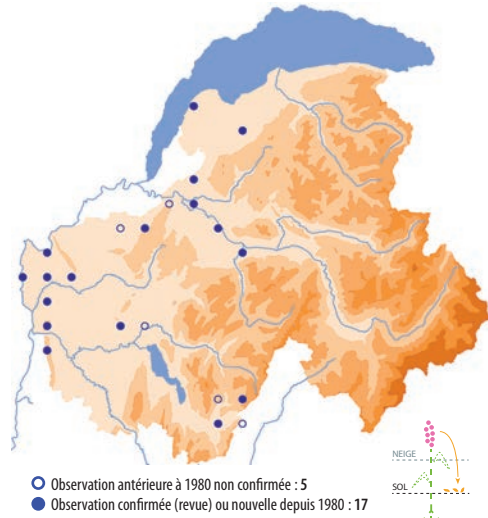 NEIGE
SOL
Observation antérieure à 1980 non confirmée : 5
Observation confirmée (revue) ou nouvelle depuis 1980 : 17